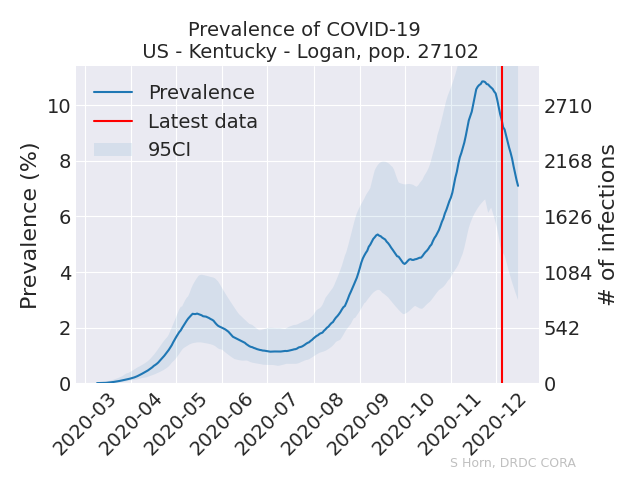 Prevalence of COVID-19
US - Kentucky - Logan, pop. 27102
Prevalence
Latest data
95CI
Prevalence (%)
10
8
6
4
2
0
2710
2168
1626
1084
542
0
# of infections
2020-03
2020-04
2020-05
2020-06
2020-07
2020-08
2020-09
2020-10
2020-11
2020-12
S Horn, DRDC CORA